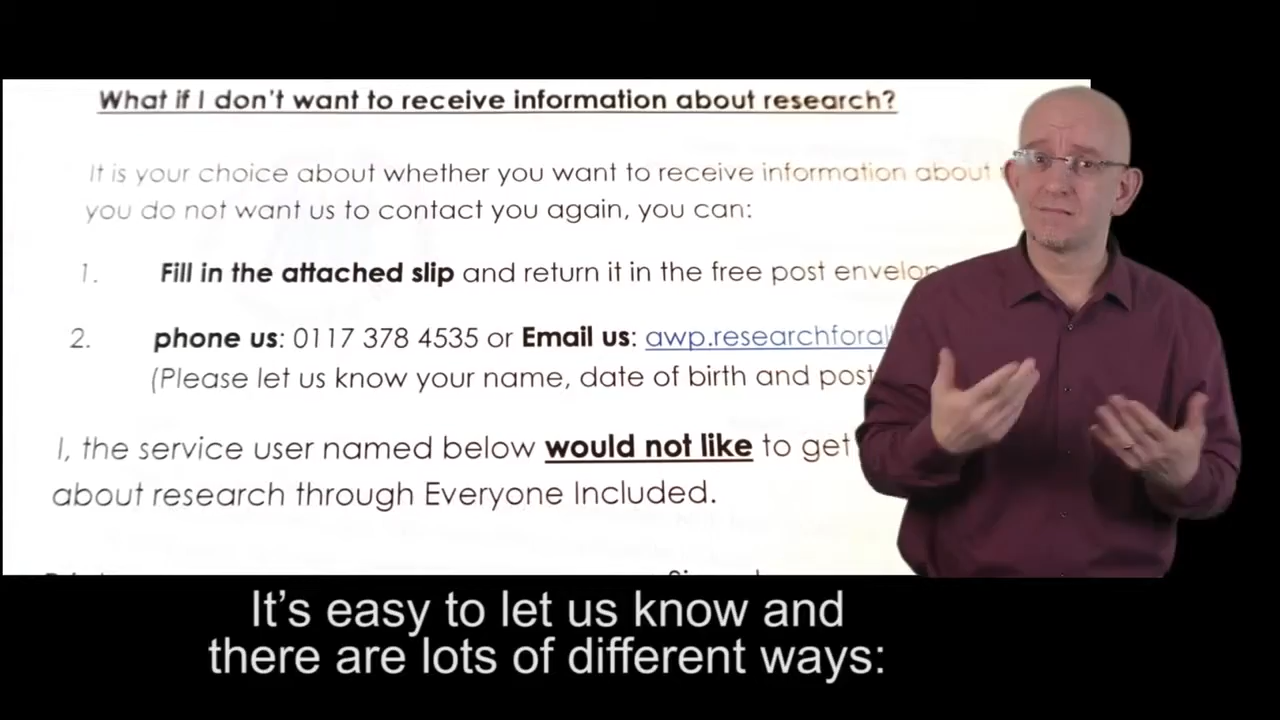 What if I don't want to receive information about research?
It is your choice about whether you want to receive information about
you do not want us to contact you again, you can:
1. Fill in the attached slip and return it in the free post envelop
2. phone us: 0117 378 4535 or Email us: awp.researchforal
(Please let us know your name, date of birth and post
I, the service user named below would not like to get
about research through Everyone Included.
It's easy to let us know and
there are lots of different ways: